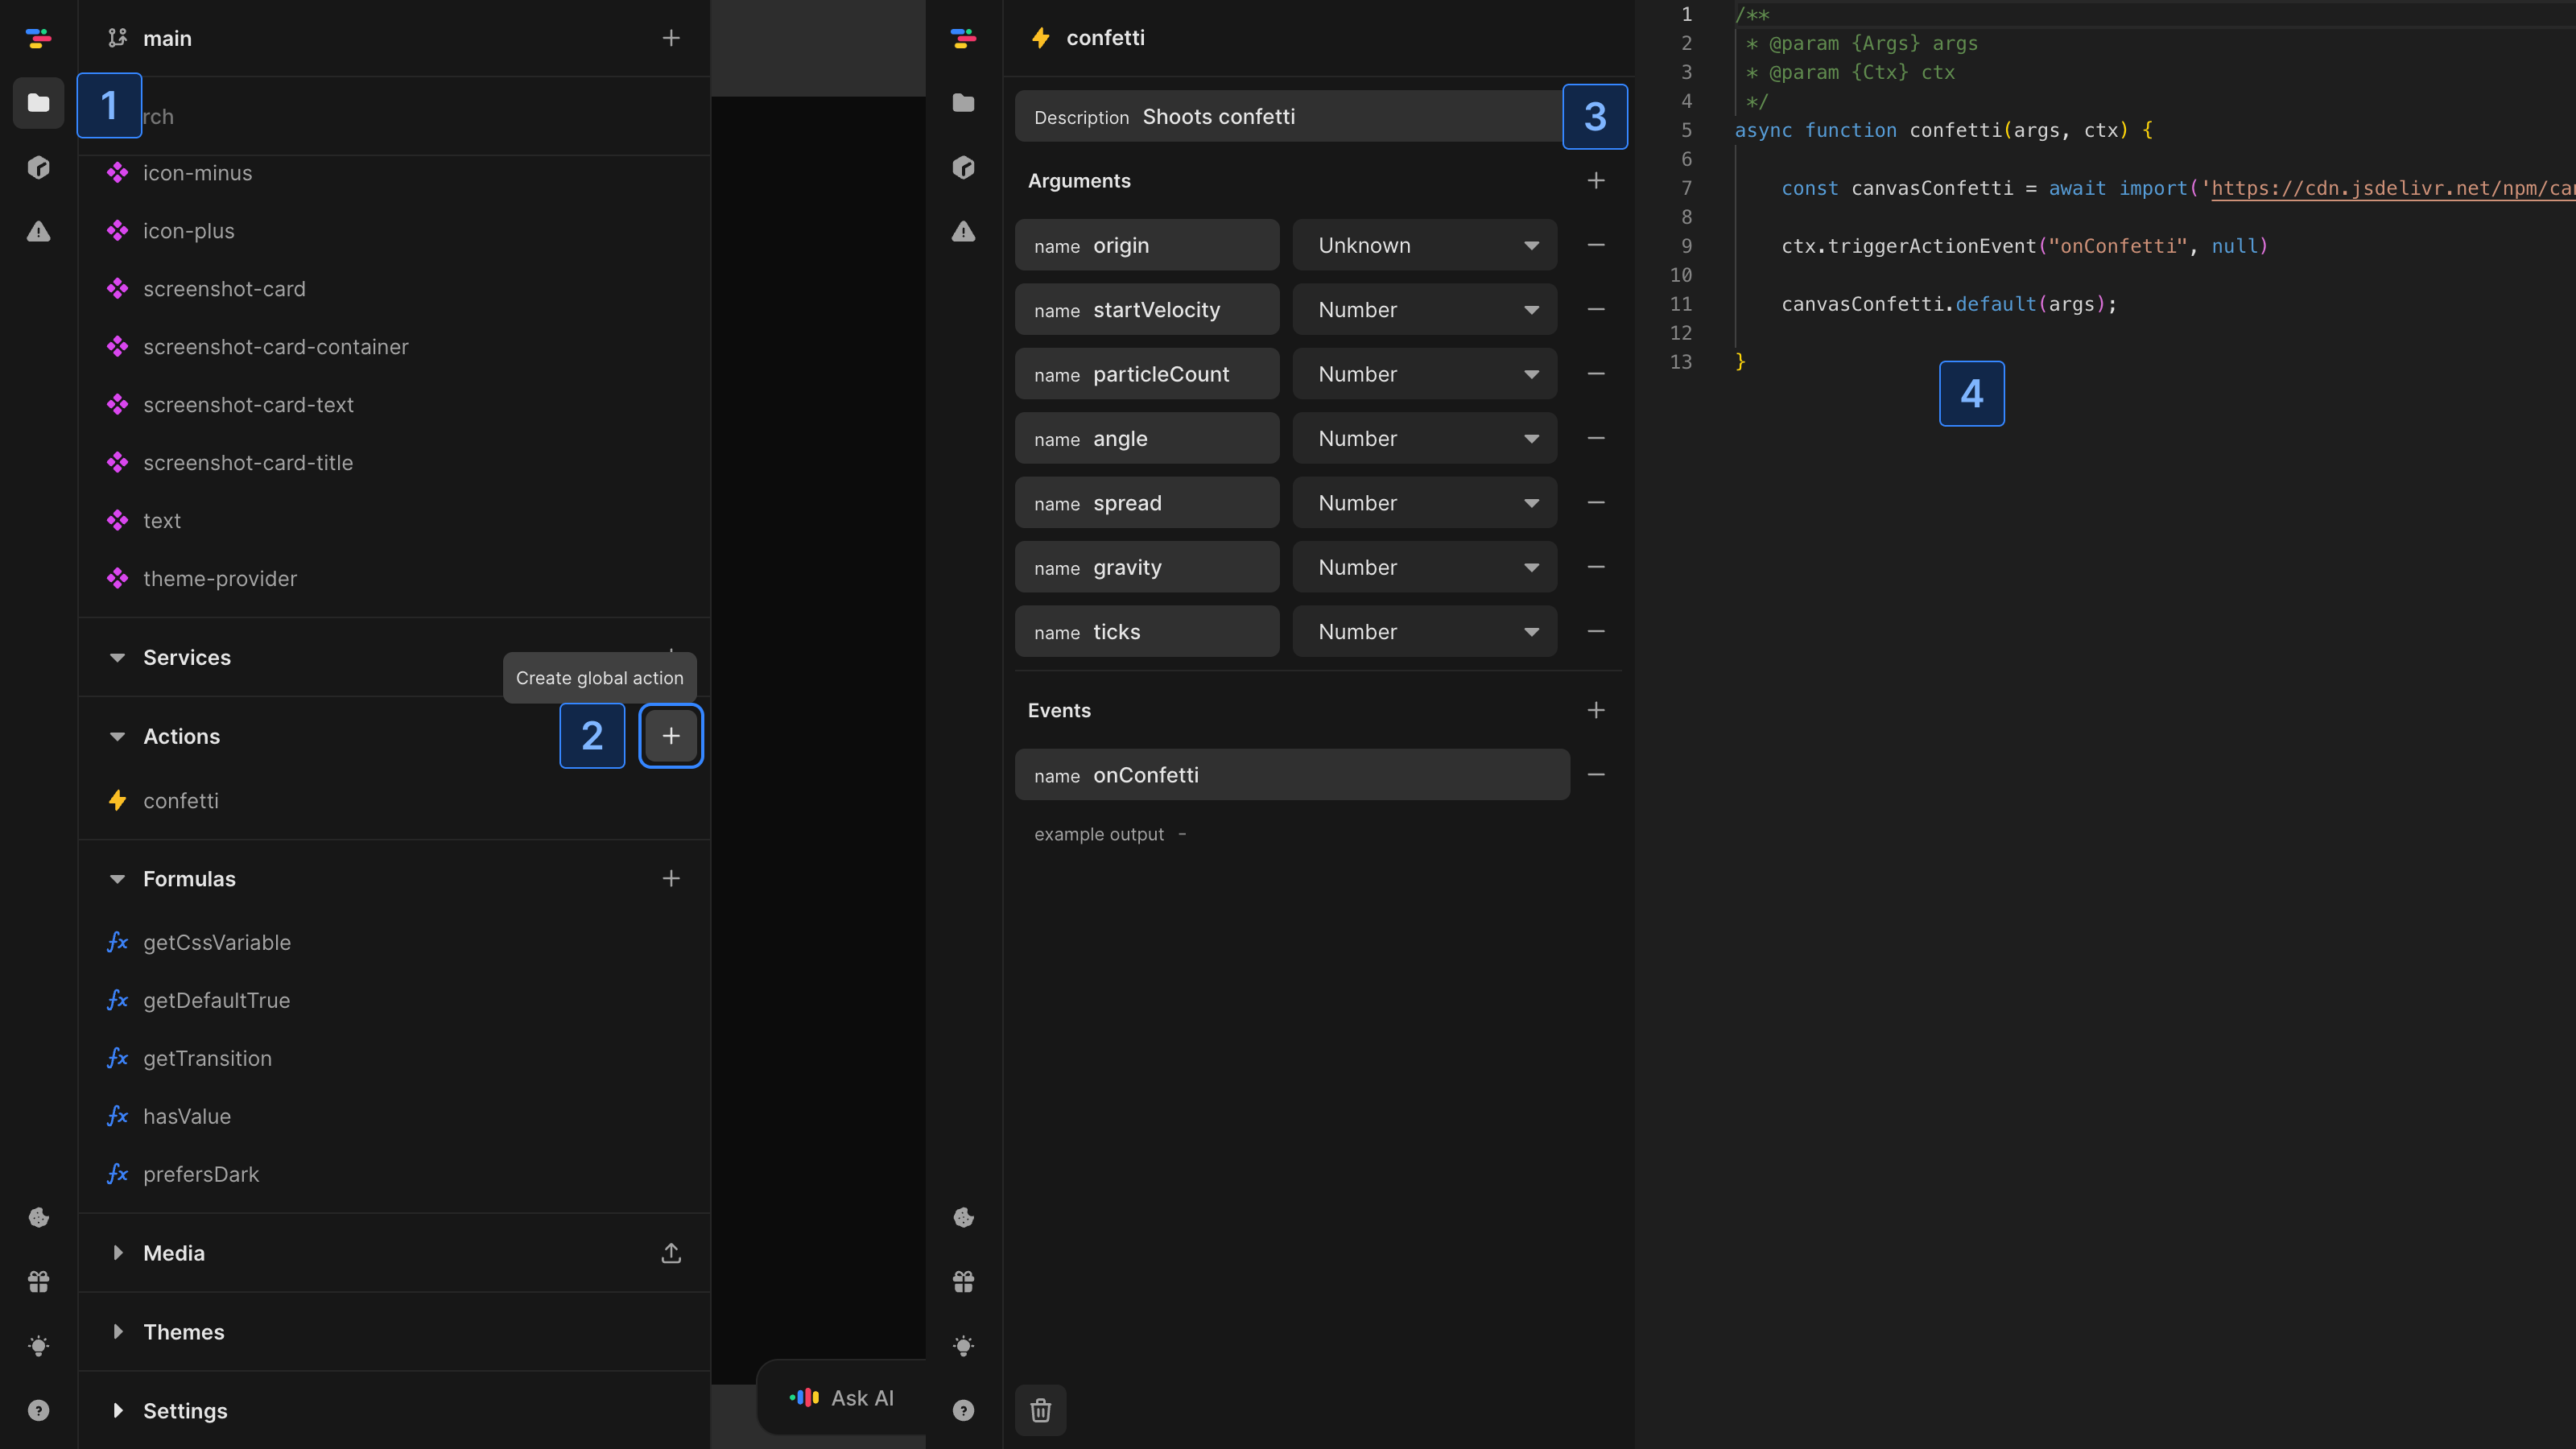 main
1
rch
icon-minus
icon-plus
screenshot-card
screenshot-card-container
screenshot-card-text
screenshot-card-title
text
theme-provider
Services
Create global action
Actions
2
confetti
Formulas
getCssVariable
getDefaultTrue
getTransition
hasValue
prefersDark
Media
Themes
Settings
Ask AI
confetti
Description Shoots confetti
3
Arguments
name origin Unknown
name startVelocity Number
name particleCount Number
name angle Number
name spread Number
name gravity Number
name ticks Number
Events
name onConfetti
example output -
1 /**
2 * @param {Args} args
3 * @param {Ctx} ctx
4 */
5 async function confetti(args, ctx) {
6
7 const canvasConfetti = await import('https://cdn.jsdelivr.net/npm/ca
8
9 ctx.triggerActionEvent("onConfetti", null)
10
11 canvasConfetti.default(args);
12
13 }
4